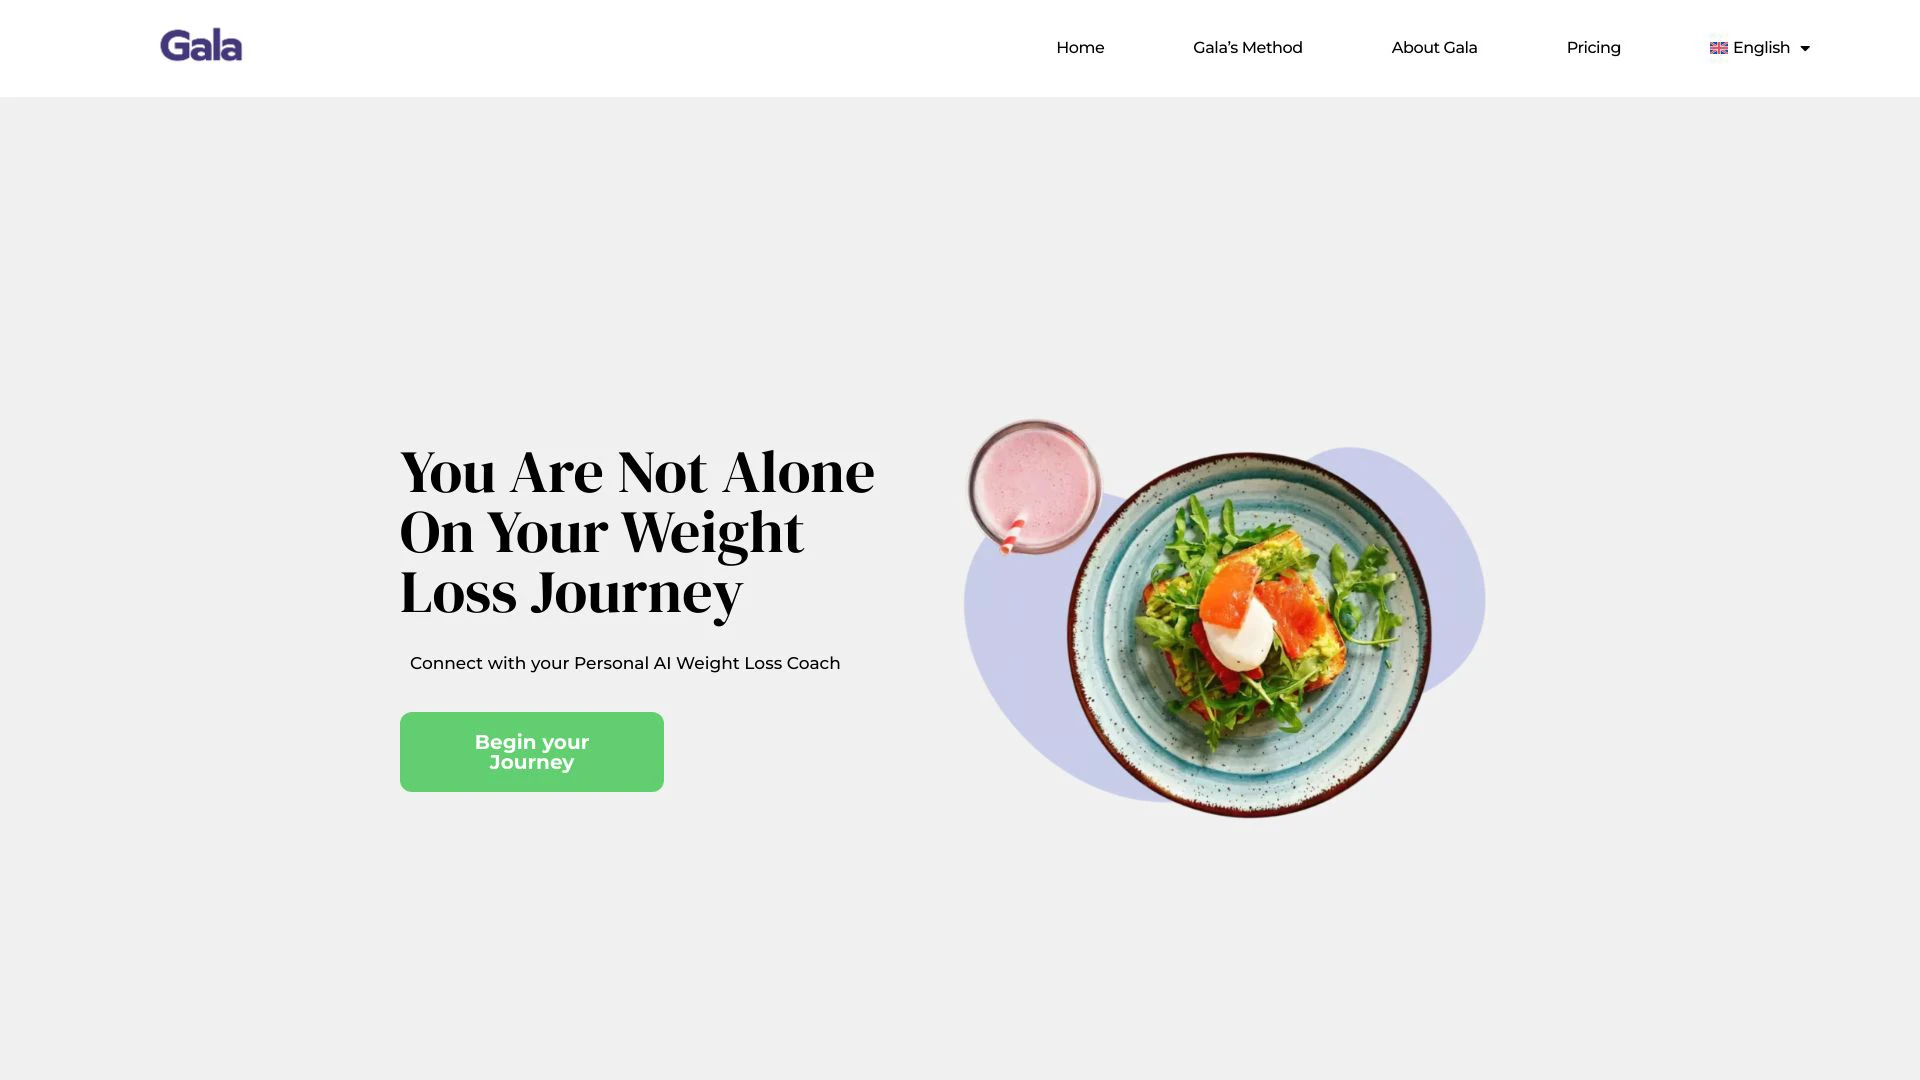 Gala
Home
Gala’s Method
About Gala
Pricing
English
You Are Not Alone
On Your Weight
Loss Journey
Connect with your Personal AI Weight Loss Coach
Begin your
Journey